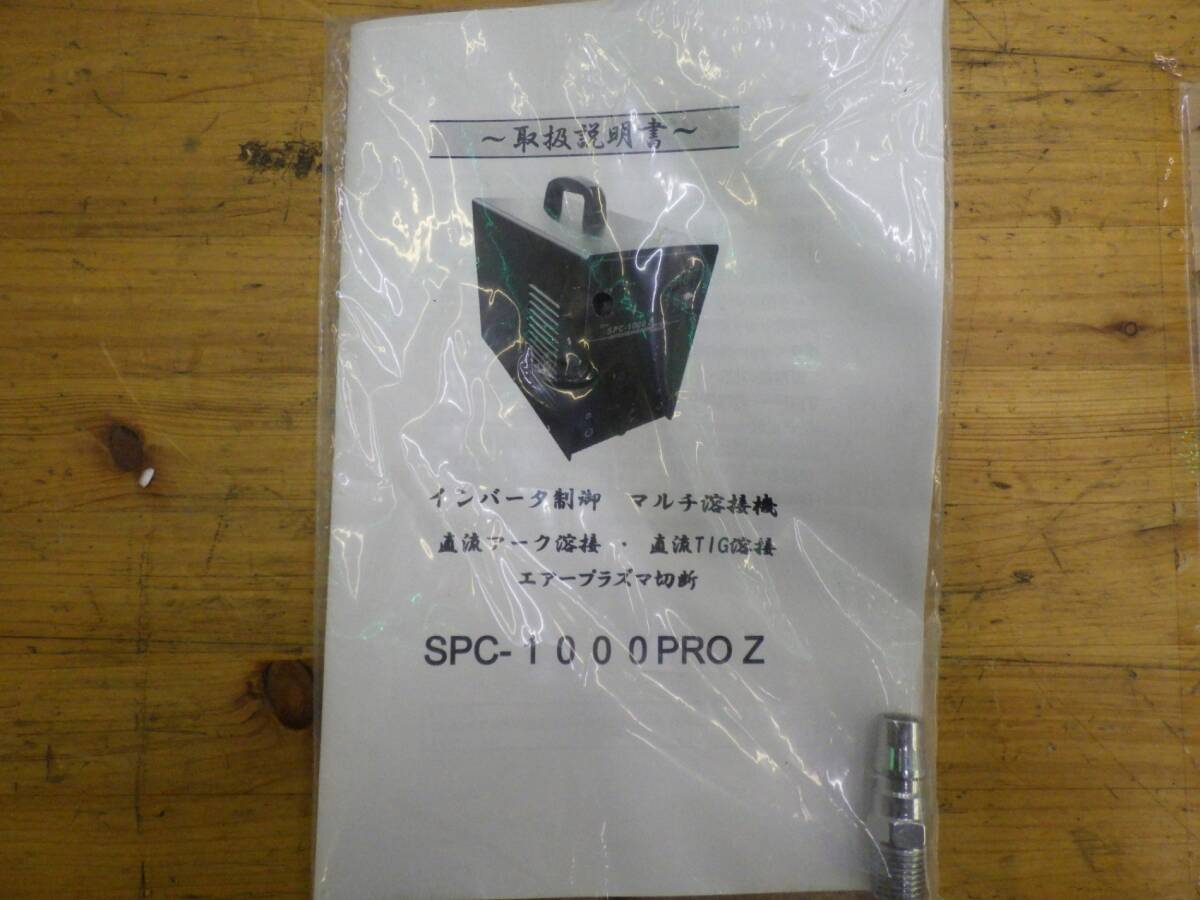 ～取扱説明書～
SPC-1000
インバータ制御　マルチ溶接機
直流アーク溶接・直流TIG溶接
エアープラズマ切断
SPC-１０００PRO Z